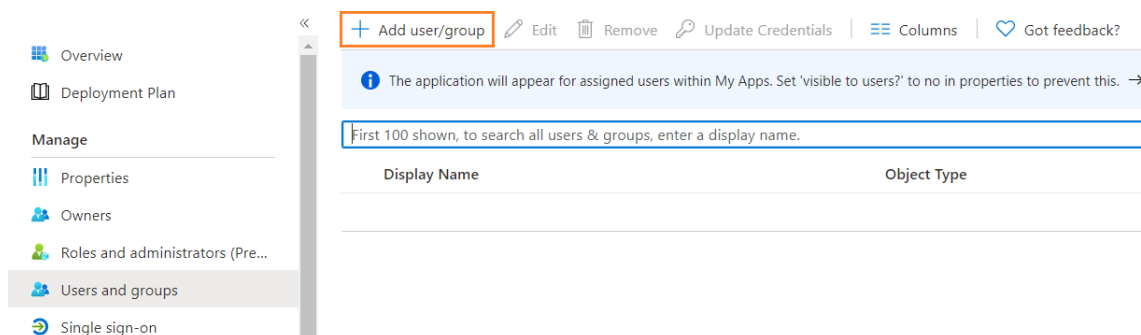 Overview
Deployment Plan
Manage
Properties
Owners
Roles and administrators (Pre...
Users and groups
Single sign-on
Add user/group Edit Remove Update Credentials Columns Got feedback?
The application will appear for assigned users within My Apps. Set 'visible to users?' to no in properties to prevent this.
First 100 shown, to search all users & groups, enter a display name.
Display Name Object Type